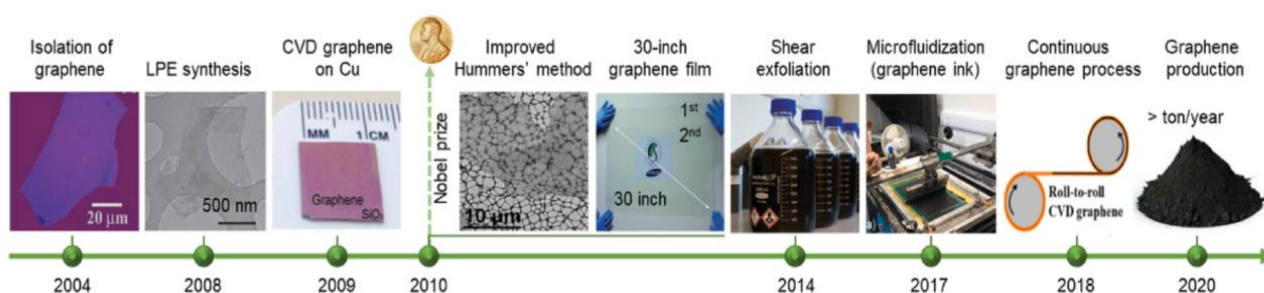 Isolation of
graphene
LPE synthesis
CVD graphene
on Cu
Improved
Hummers' method
30-inch
graphene film
Shear
exfoliation
Microfluidization
(graphene ink)
Continuous
graphene process
Graphene
production
20 μm
500 nm
MM 1 CM
Graphene
SiO₂
Nobel prize
10 μm
1st
2nd
30 inch
Roll-to-roll
CVD graphene
> ton/year
2004
2008
2009
2010
2014
2017
2018
2020